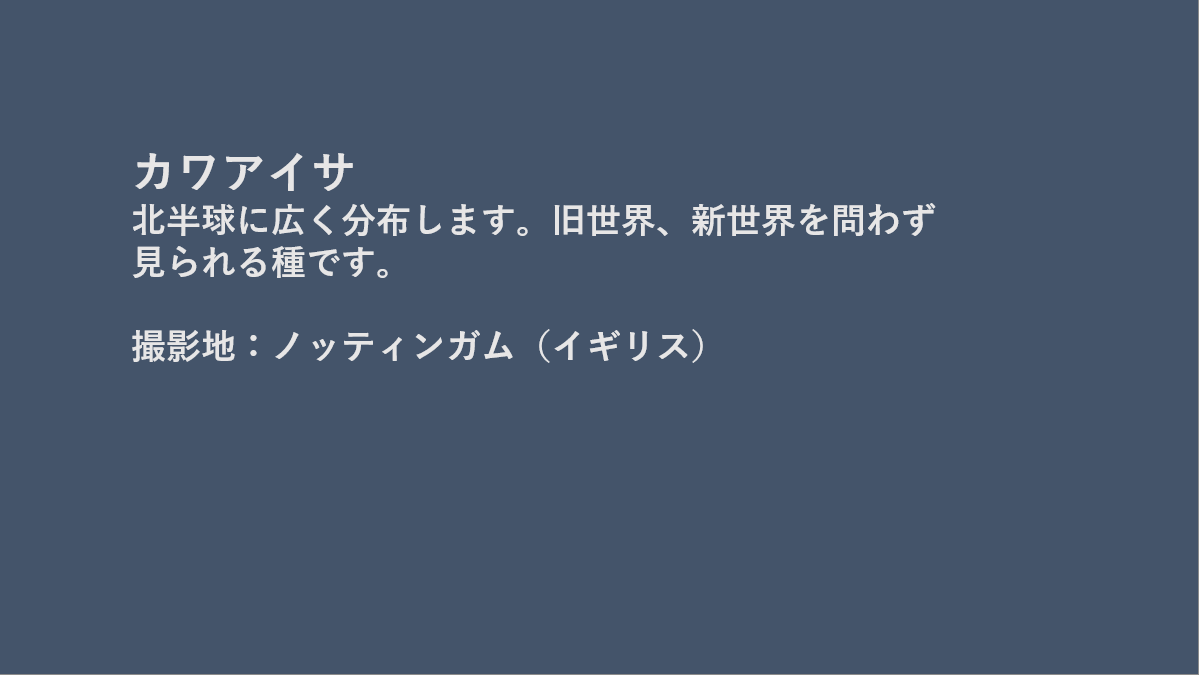 カワアイサ
北半球に広く分布します。旧世界、新世界を問わず
見られる種です。
撮影地：ノッティンガム（イギリス）